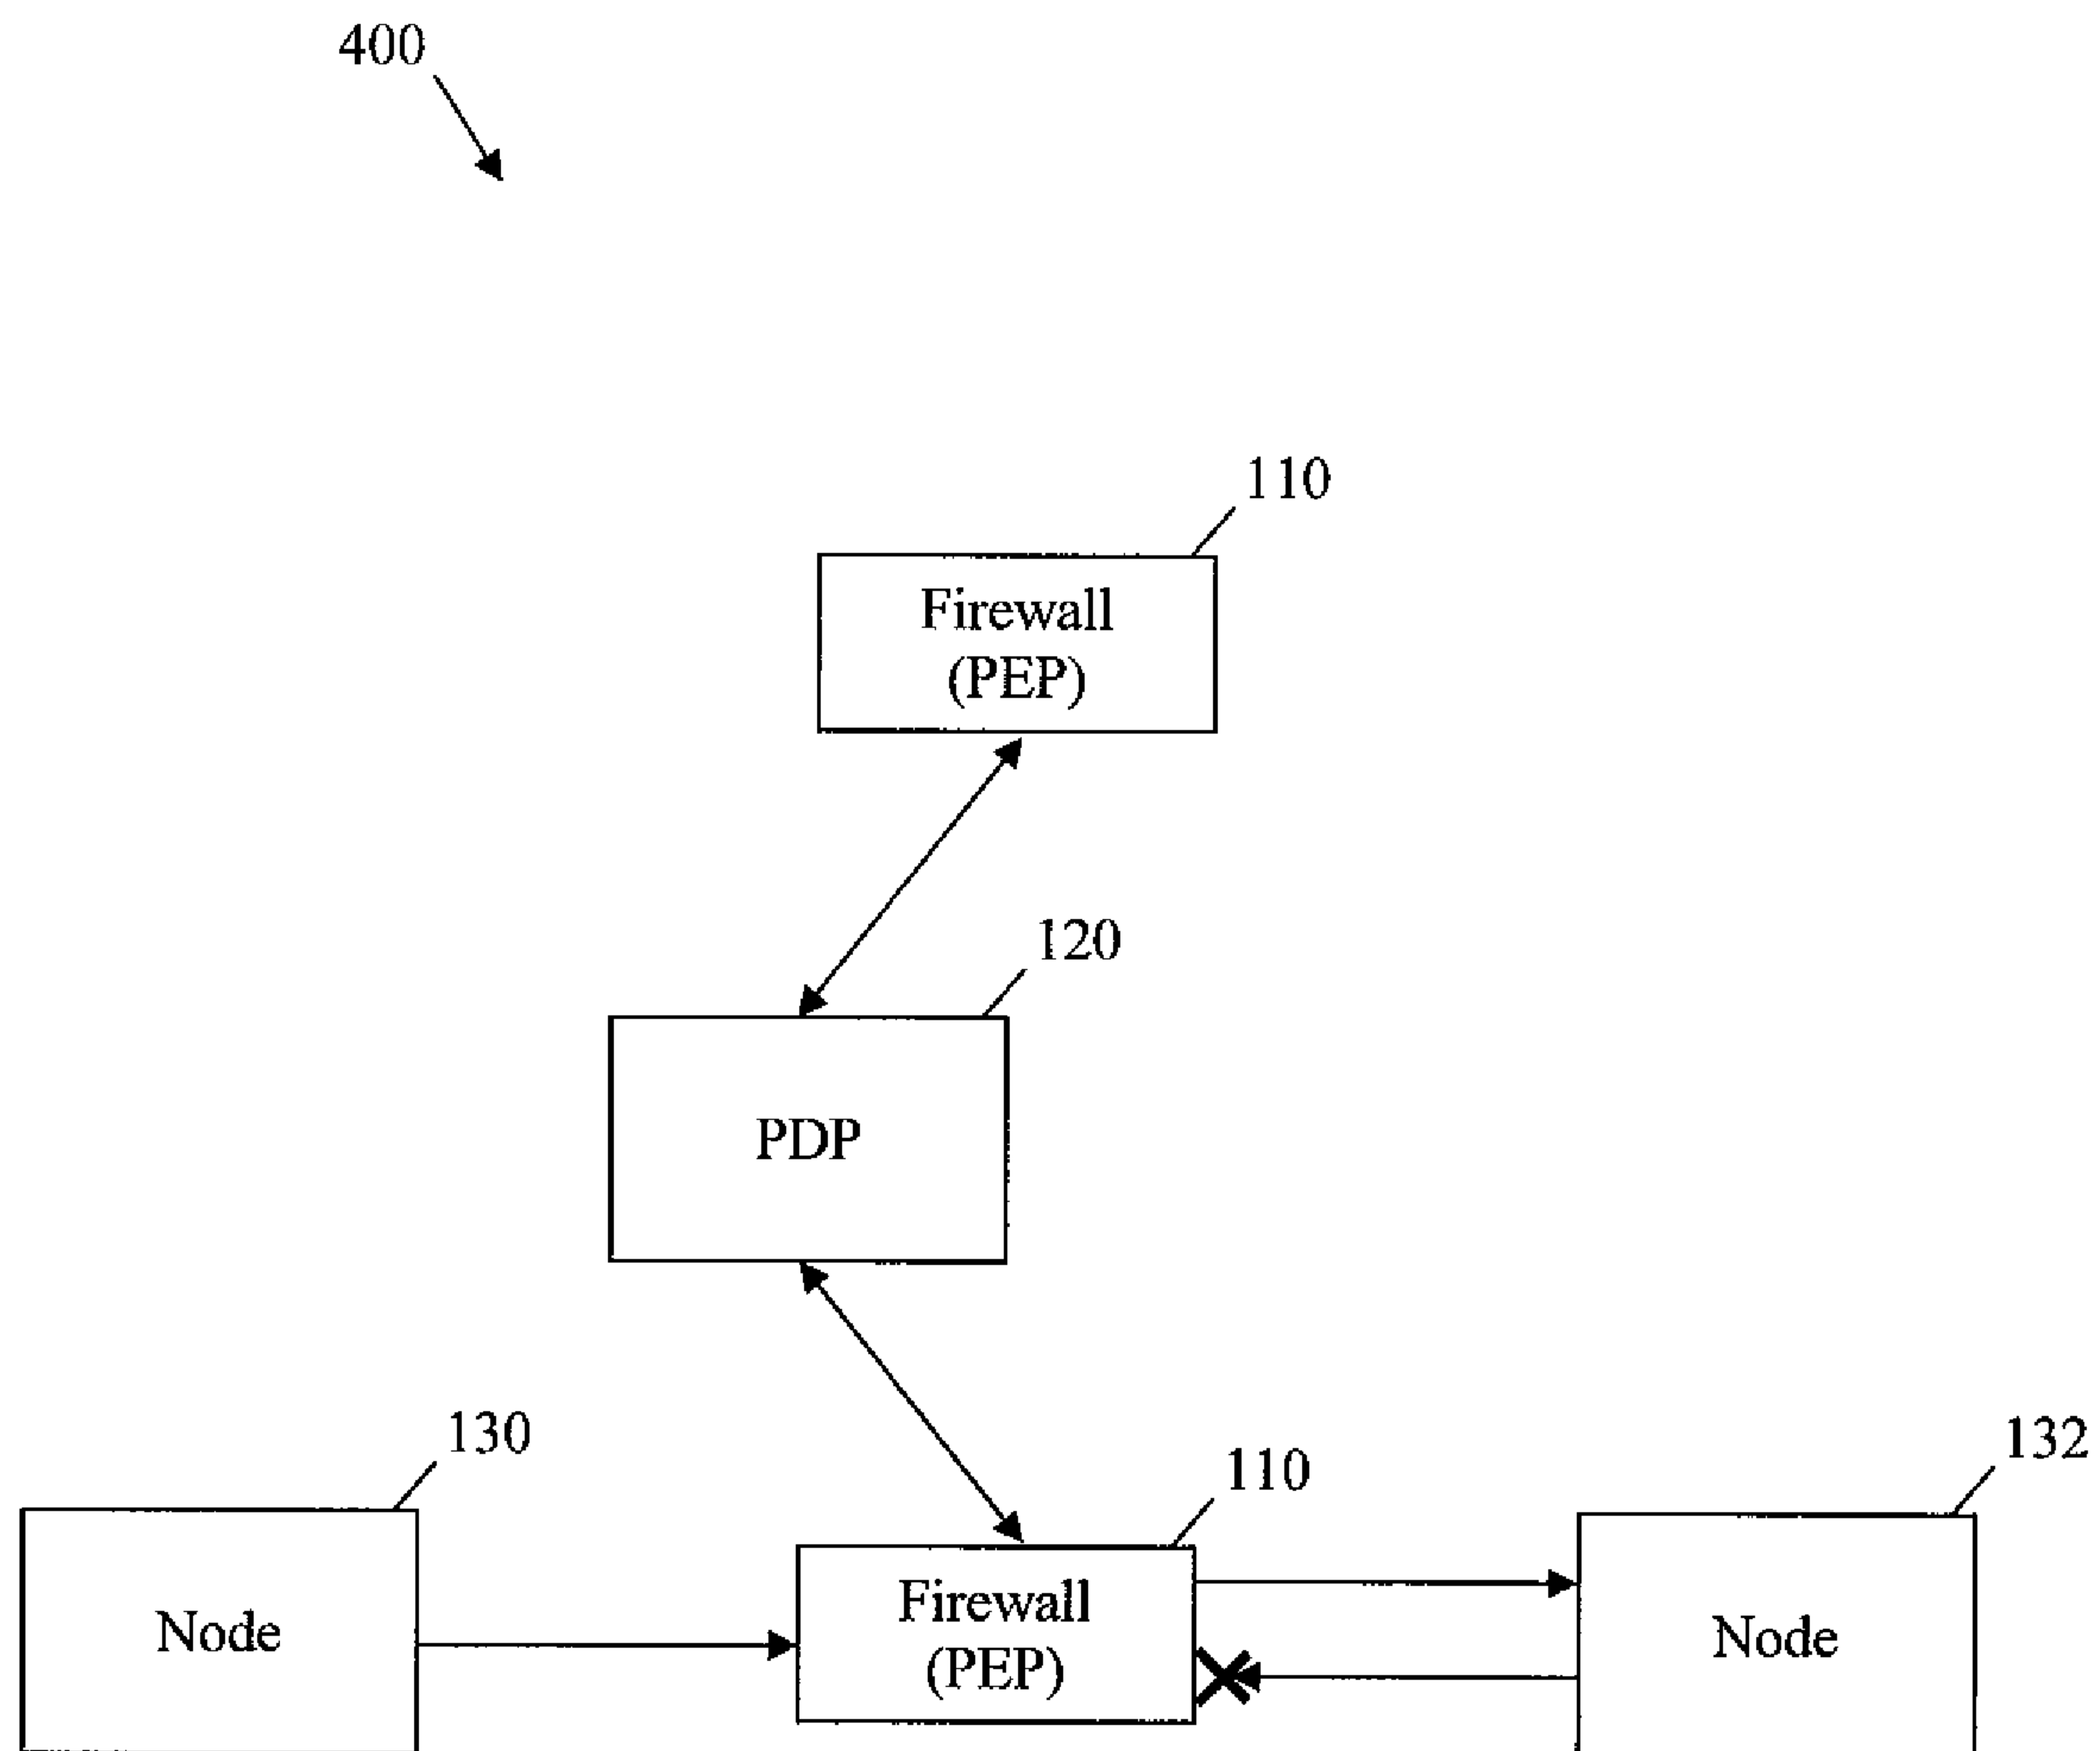 400
110
Firewall
(PEP)
120
PDP
130
110
132
Node
Firewall
(PEP)
Node